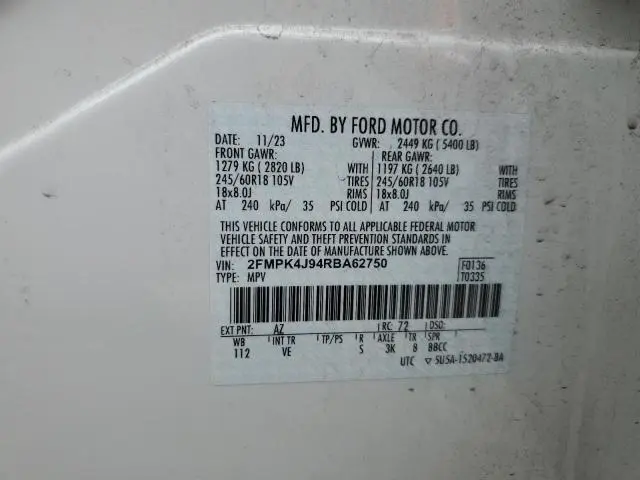 MFD. BY FORD MOTOR CO.
DATE: 11/23 GVWR: 2449 KG ( 5400 LB)
FRONT GAWR: REAR GAWR:
1279 KG ( 2820 LB) WITH 1197 KG ( 2640 LB) WITH
245/60R18 105V TIRES 245/60R18 105V TIRES
18x8.0J RIMS 18x8.0J RIMS
AT 240 kPa/ 35 PSI COLD AT 240 kPa/ 35 PSI COLD
THIS VEHICLE CONFORMS TO ALL APPLICABLE FEDERAL MOTOR
VEHICLE SAFETY AND THEFT PREVENTION STANDARDS IN
EFFECT ON THE DATE OF MANUFACTURE SHOWN ABOVE.
VIN: 2FMPK4J94RBA62750 F0136
TYPE: MPV T0335
EXT PNT: AZ RC: 72 DSO:
WB INT TR TP/PS R AXLE TR SPR
112 VE S 3K 8 BBCC
UTC ▽ 5U5A-1520472-BA